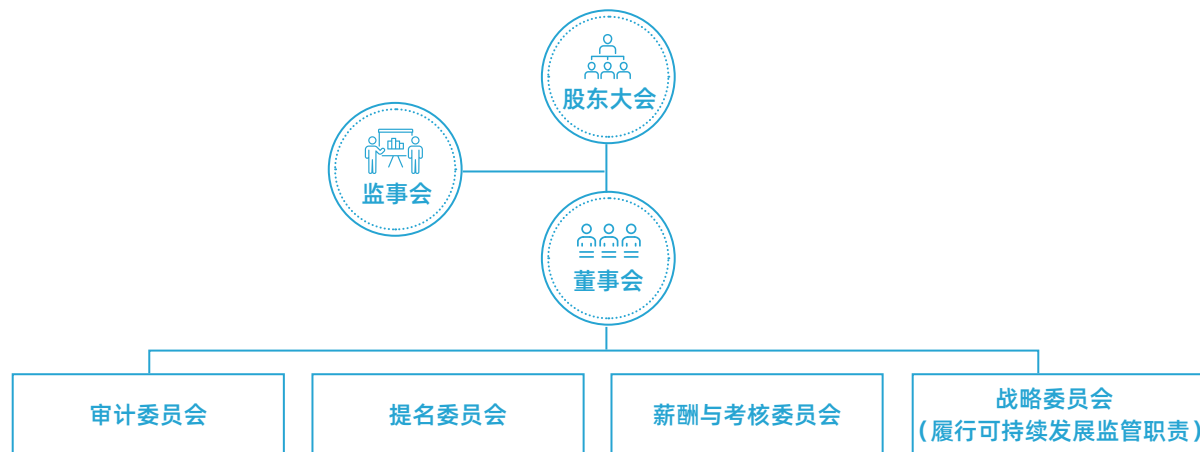 股东大会
监事会
董事会
审计委员会
提名委员会
薪酬与考核委员会
战略委员会
(履行可持续发展监管职责)